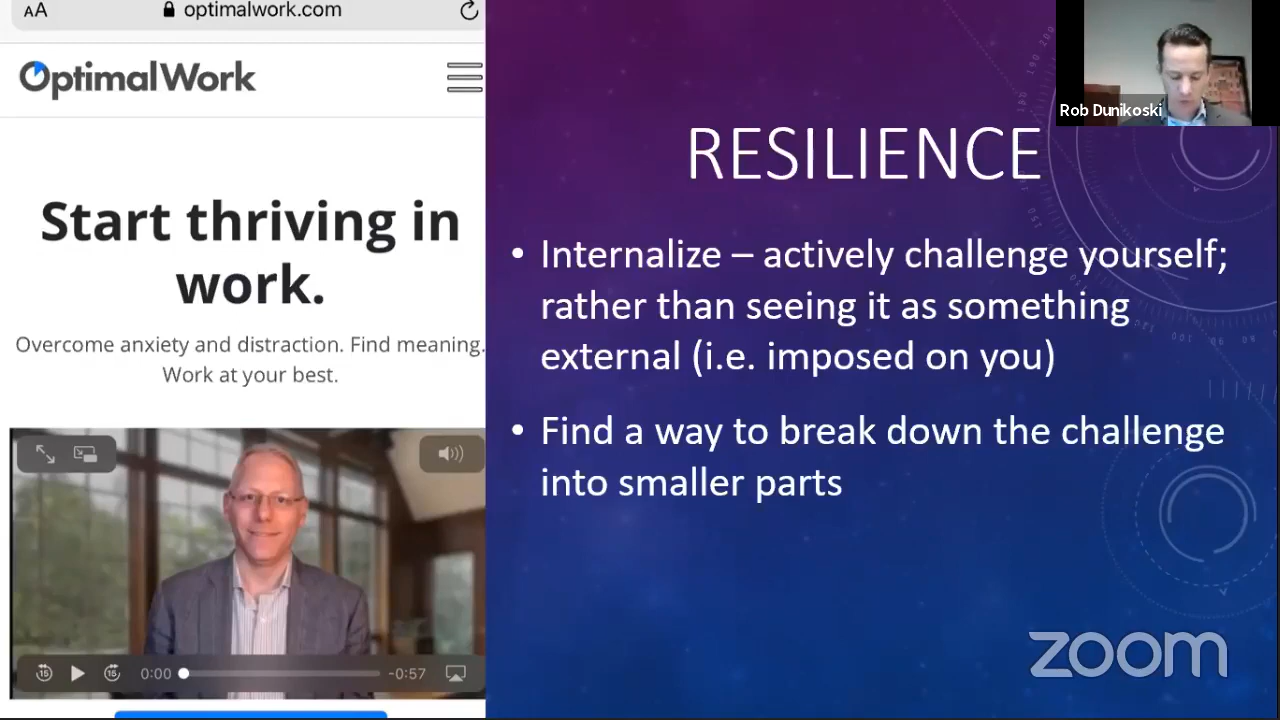 AA
optimalwork.com
OptimalWork
Start thriving in
work.
Overcome anxiety and distraction. Find meaning.
Work at your best.
15
15
0:00
-0:57
RESILIENCE
• Internalize – actively challenge yourself;
rather than seeing it as something
external (i.e. imposed on you)
• Find a way to break down the challenge
into smaller parts
Rob Dunikoski
zoom